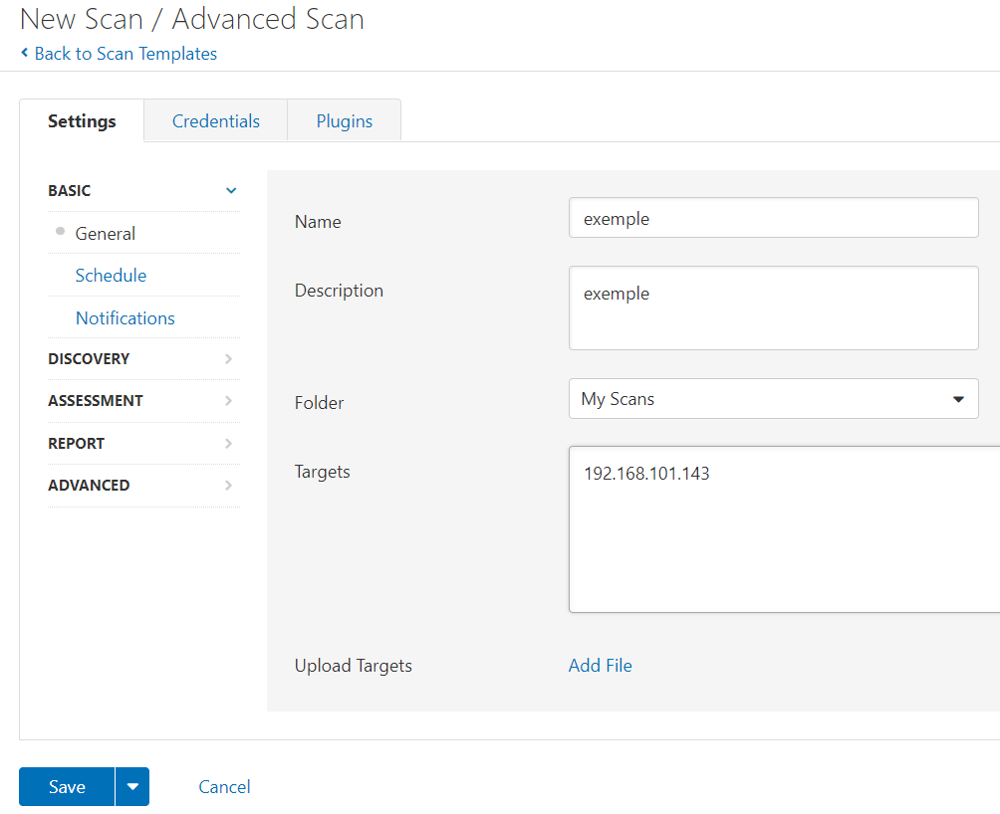 New Scan / Advanced Scan
Back to Scan Templates
Settings Credentials Plugins
BASIC
General
Schedule
Notifications
DISCOVERY
ASSESSMENT
REPORT
ADVANCED
Name exemple
Description exemple
Folder My Scans
Targets 192.168.101.143
Upload Targets Add File
Save Cancel